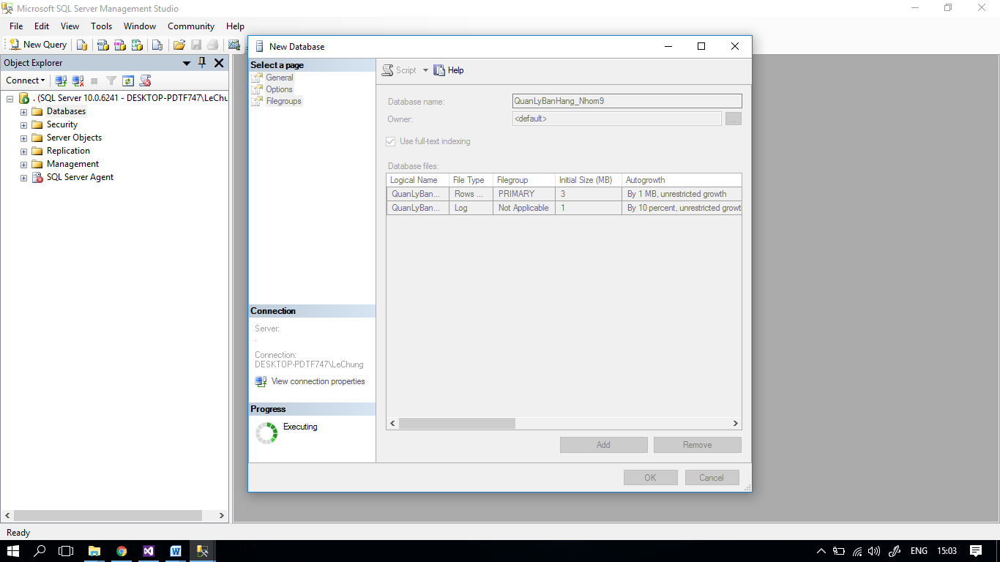 Microsoft SQL Server Management Studio
File Edit View Tools Window Community Help
New Query
Object Explorer
Connect
. (SQL Server 10.0.6241 - DESKTOP-PDTF747\LeChu
Databases
Security
Server Objects
Replication
Management
SQL Server Agent
New Database
Select a page
General
Options
Filegroups
Script Help
Database name: QuanLyBanHang_Nhom9
Owner: <default> ...
Use full-text indexing
Database files:
Logical Name File Type Filegroup Initial Size (MB) Autogrowth
QuanLyBan... Rows ... PRIMARY 3 By 1 MB, unrestricted growth
QuanLyBan... Log Not Applicable 1 By 10 percent, unrestricted growt
Connection
Server:
.
Connection:
DESKTOP-PDTF747\LeChung
View connection properties
Progress
Executing
Add Remove
OK Cancel
Ready
ENG 15:03